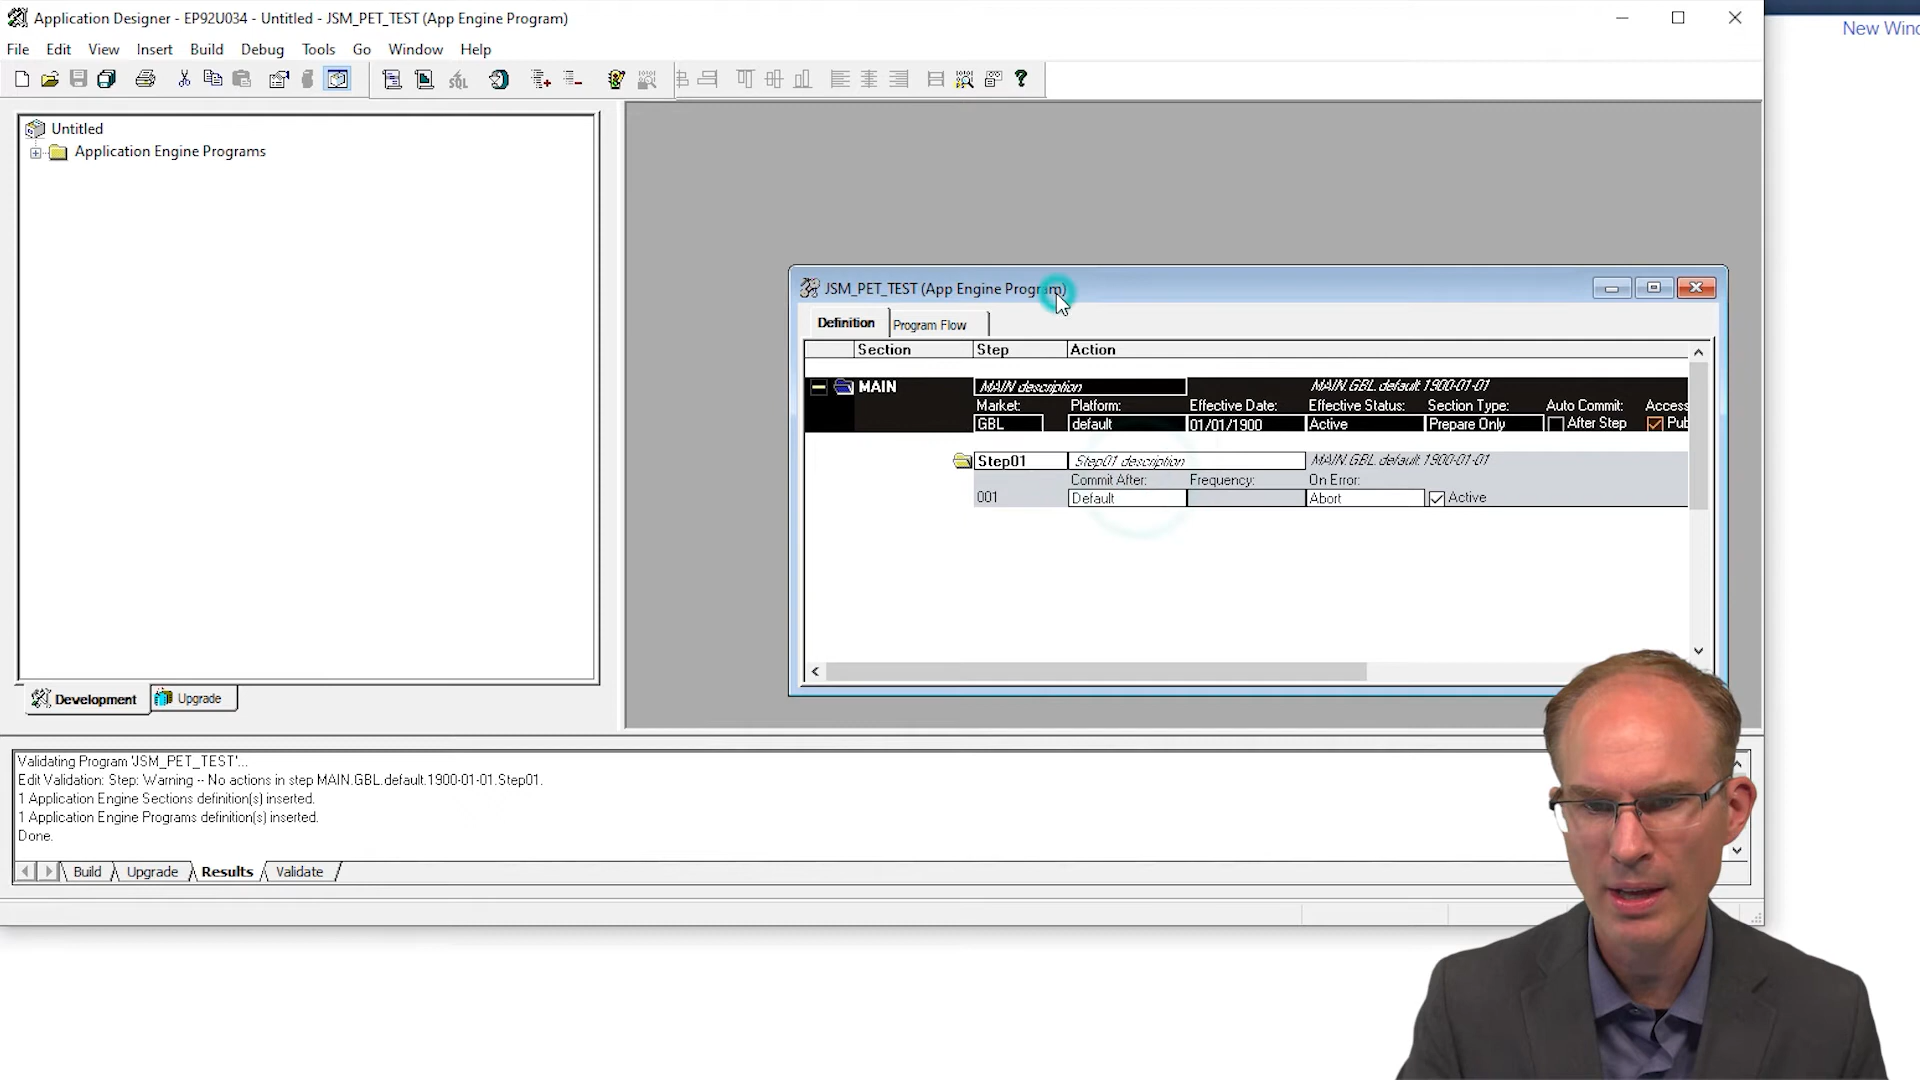 Application Designer - EP92U034 - Untitled - JSM_PET_TEST (App Engine Program)
New Wind
File Edit View Insert Build Debug Tools Go Window Help
SQL
Untitled
Application Engine Programs
JSM_PET_TEST (App Engine Program)
Definition Program Flow
Section Step Action
MAIN MAIN description MAIN.GBL.default.1900-01-01
Market: Platform: Effective Date: Effective Status: Section Type: Auto Commit: Access
GBL default 01/01/1900 Active Prepare Only After Step Pub
Step01 Step01 description MAIN.GBL.default.1900-01-01
Commit After: Frequency: On Error:
001 Default Abort Active
Development Upgrade
Validating Program 'JSM_PET_TEST'...
Edit Validation: Step: Warning -- No actions in step MAIN.GBL.default.1900-01-01.Step01.
1 Application Engine Sections definition(s) inserted.
1 Application Engine Programs definition(s) inserted.
Done.
Build Upgrade Results Validate